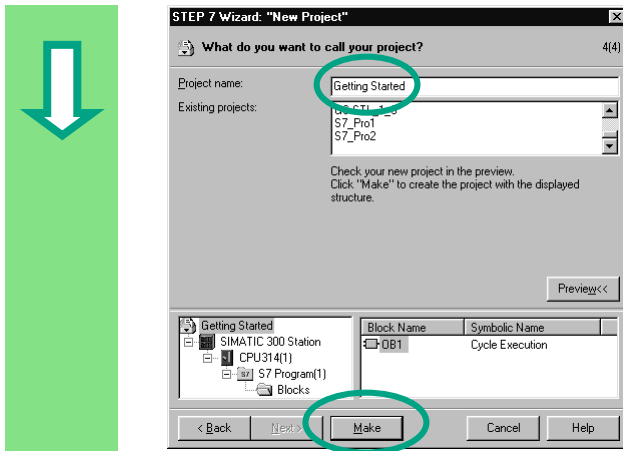 STEP 7 Wizard: "New Project"
What do you want to call your project? 4(4)
Project name: Getting Started
Existing projects:
S7_Pro1
S7_Pro2
Check your new project in the preview.
Click "Make" to create the project with the displayed
structure.
Preview<<
Getting Started
SIMATIC 300 Station
CPU314(1)
S7 Program(1)
Blocks
Block Name Symbolic Name
OB1 Cycle Execution
< Back Next > Make Cancel Help